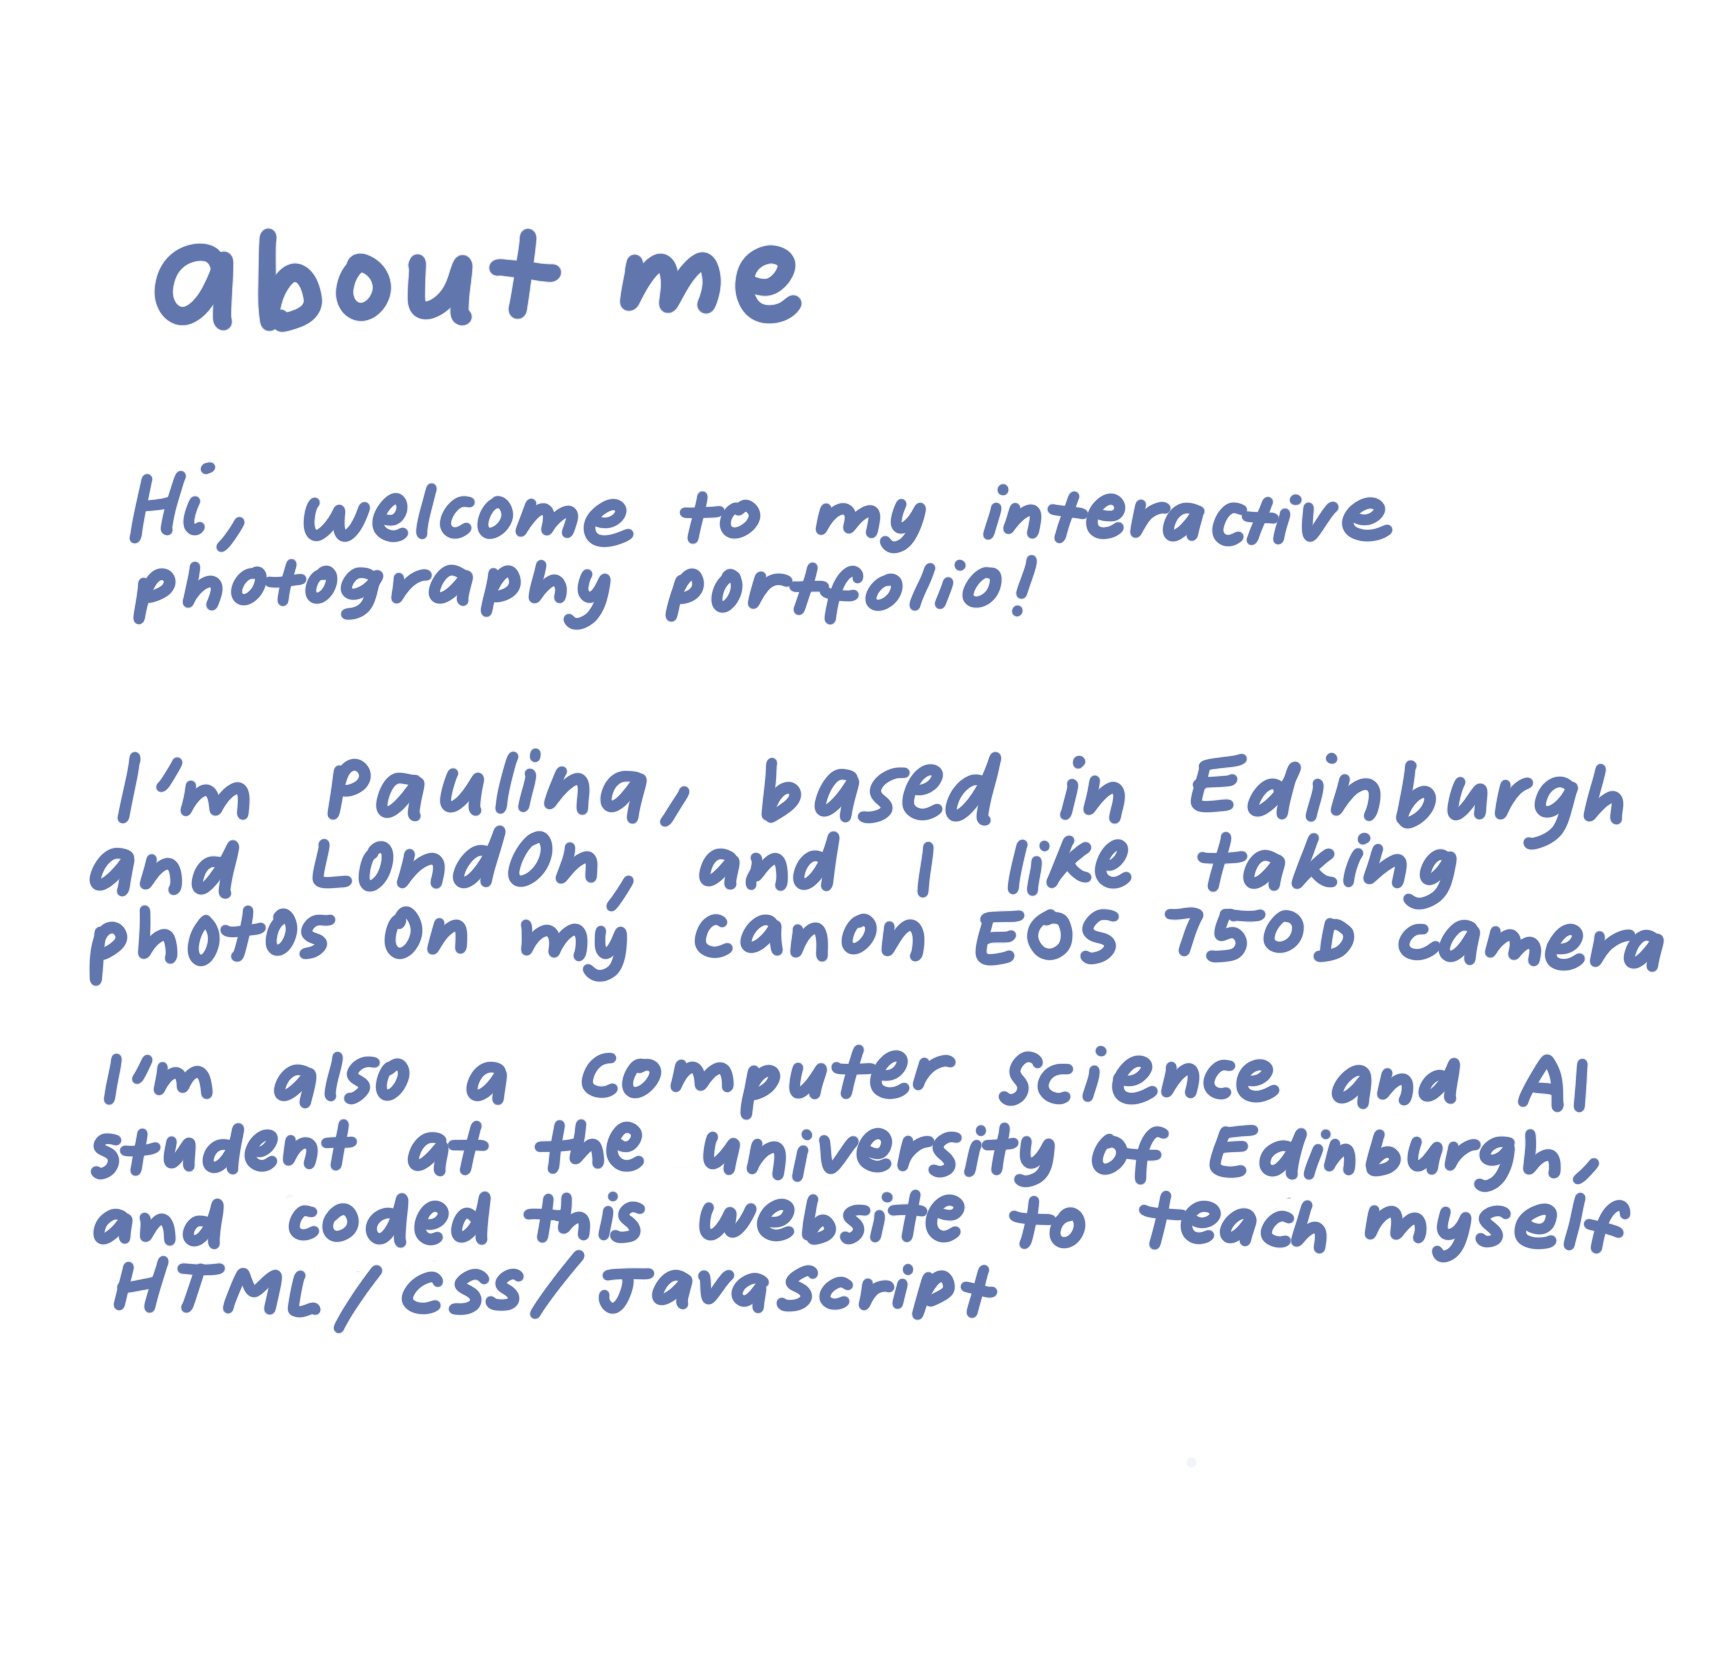 about me
Hi, welcome to my interactive
photography portfolio!
I'm Paulina, based in Edinburgh
and London, and I like taking
photos on my canon EOS 750D camera
I'm also a computer science and AI
student at the university of Edinburgh,
and coded this website to teach myself
HTML/CSS/JavaScript